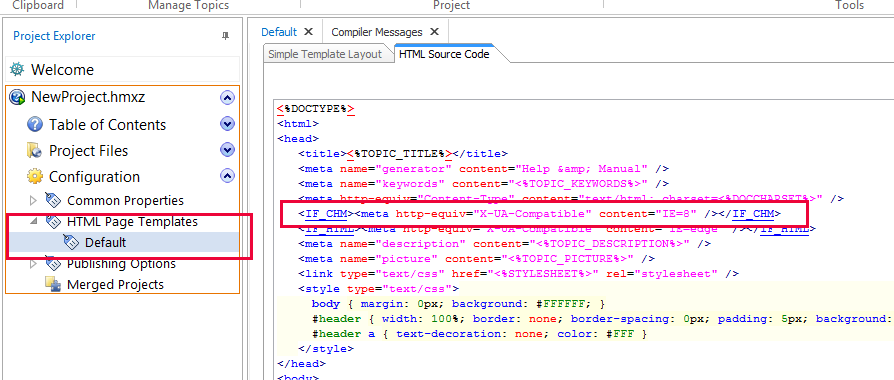 Clipboard
Manage Topics
Project
Tools
Project Explorer
Welcome
NewProject.hmxz
Table of Contents
Project Files
Configuration
Common Properties
HTML Page Templates
Default
Publishing Options
Merged Projects
Default
Compiler Messages
Simple Template Layout
HTML Source Code
<%DOCTYPE%>
<html>
<head>
<title><%TOPIC_TITLE%></title>
<meta name="generator" content="Help &amp; Manual" />
<meta name="keywords" content="<%TOPIC_KEYWORDS%>" />
<meta http-equiv="Content-Type" content="text/html; charset=<%DOCCHARSET%>" />
<IF_CHM><meta http-equiv="X-UA-Compatible" content="IE=8" /></IF_CHM>
<IF_HTML><meta http-equiv="X-UA-Compatible" content="IE=edge" /></IF_HTML>
<meta name="description" content="<%TOPIC_DESCRIPTION%>" />
<meta name="picture" content="<%TOPIC_PICTURE%>" />
<link type="text/css" href="<%STYLESHEET%>" rel="stylesheet" />
<style type="text/css">
body { margin: 0px; background: #FFFFFF; }
#header { width: 100%; border: none; border-spacing: 0px; padding: 5px; background:
#header a { text-decoration: none; color: #FFF }
</style>
</head>
<body>